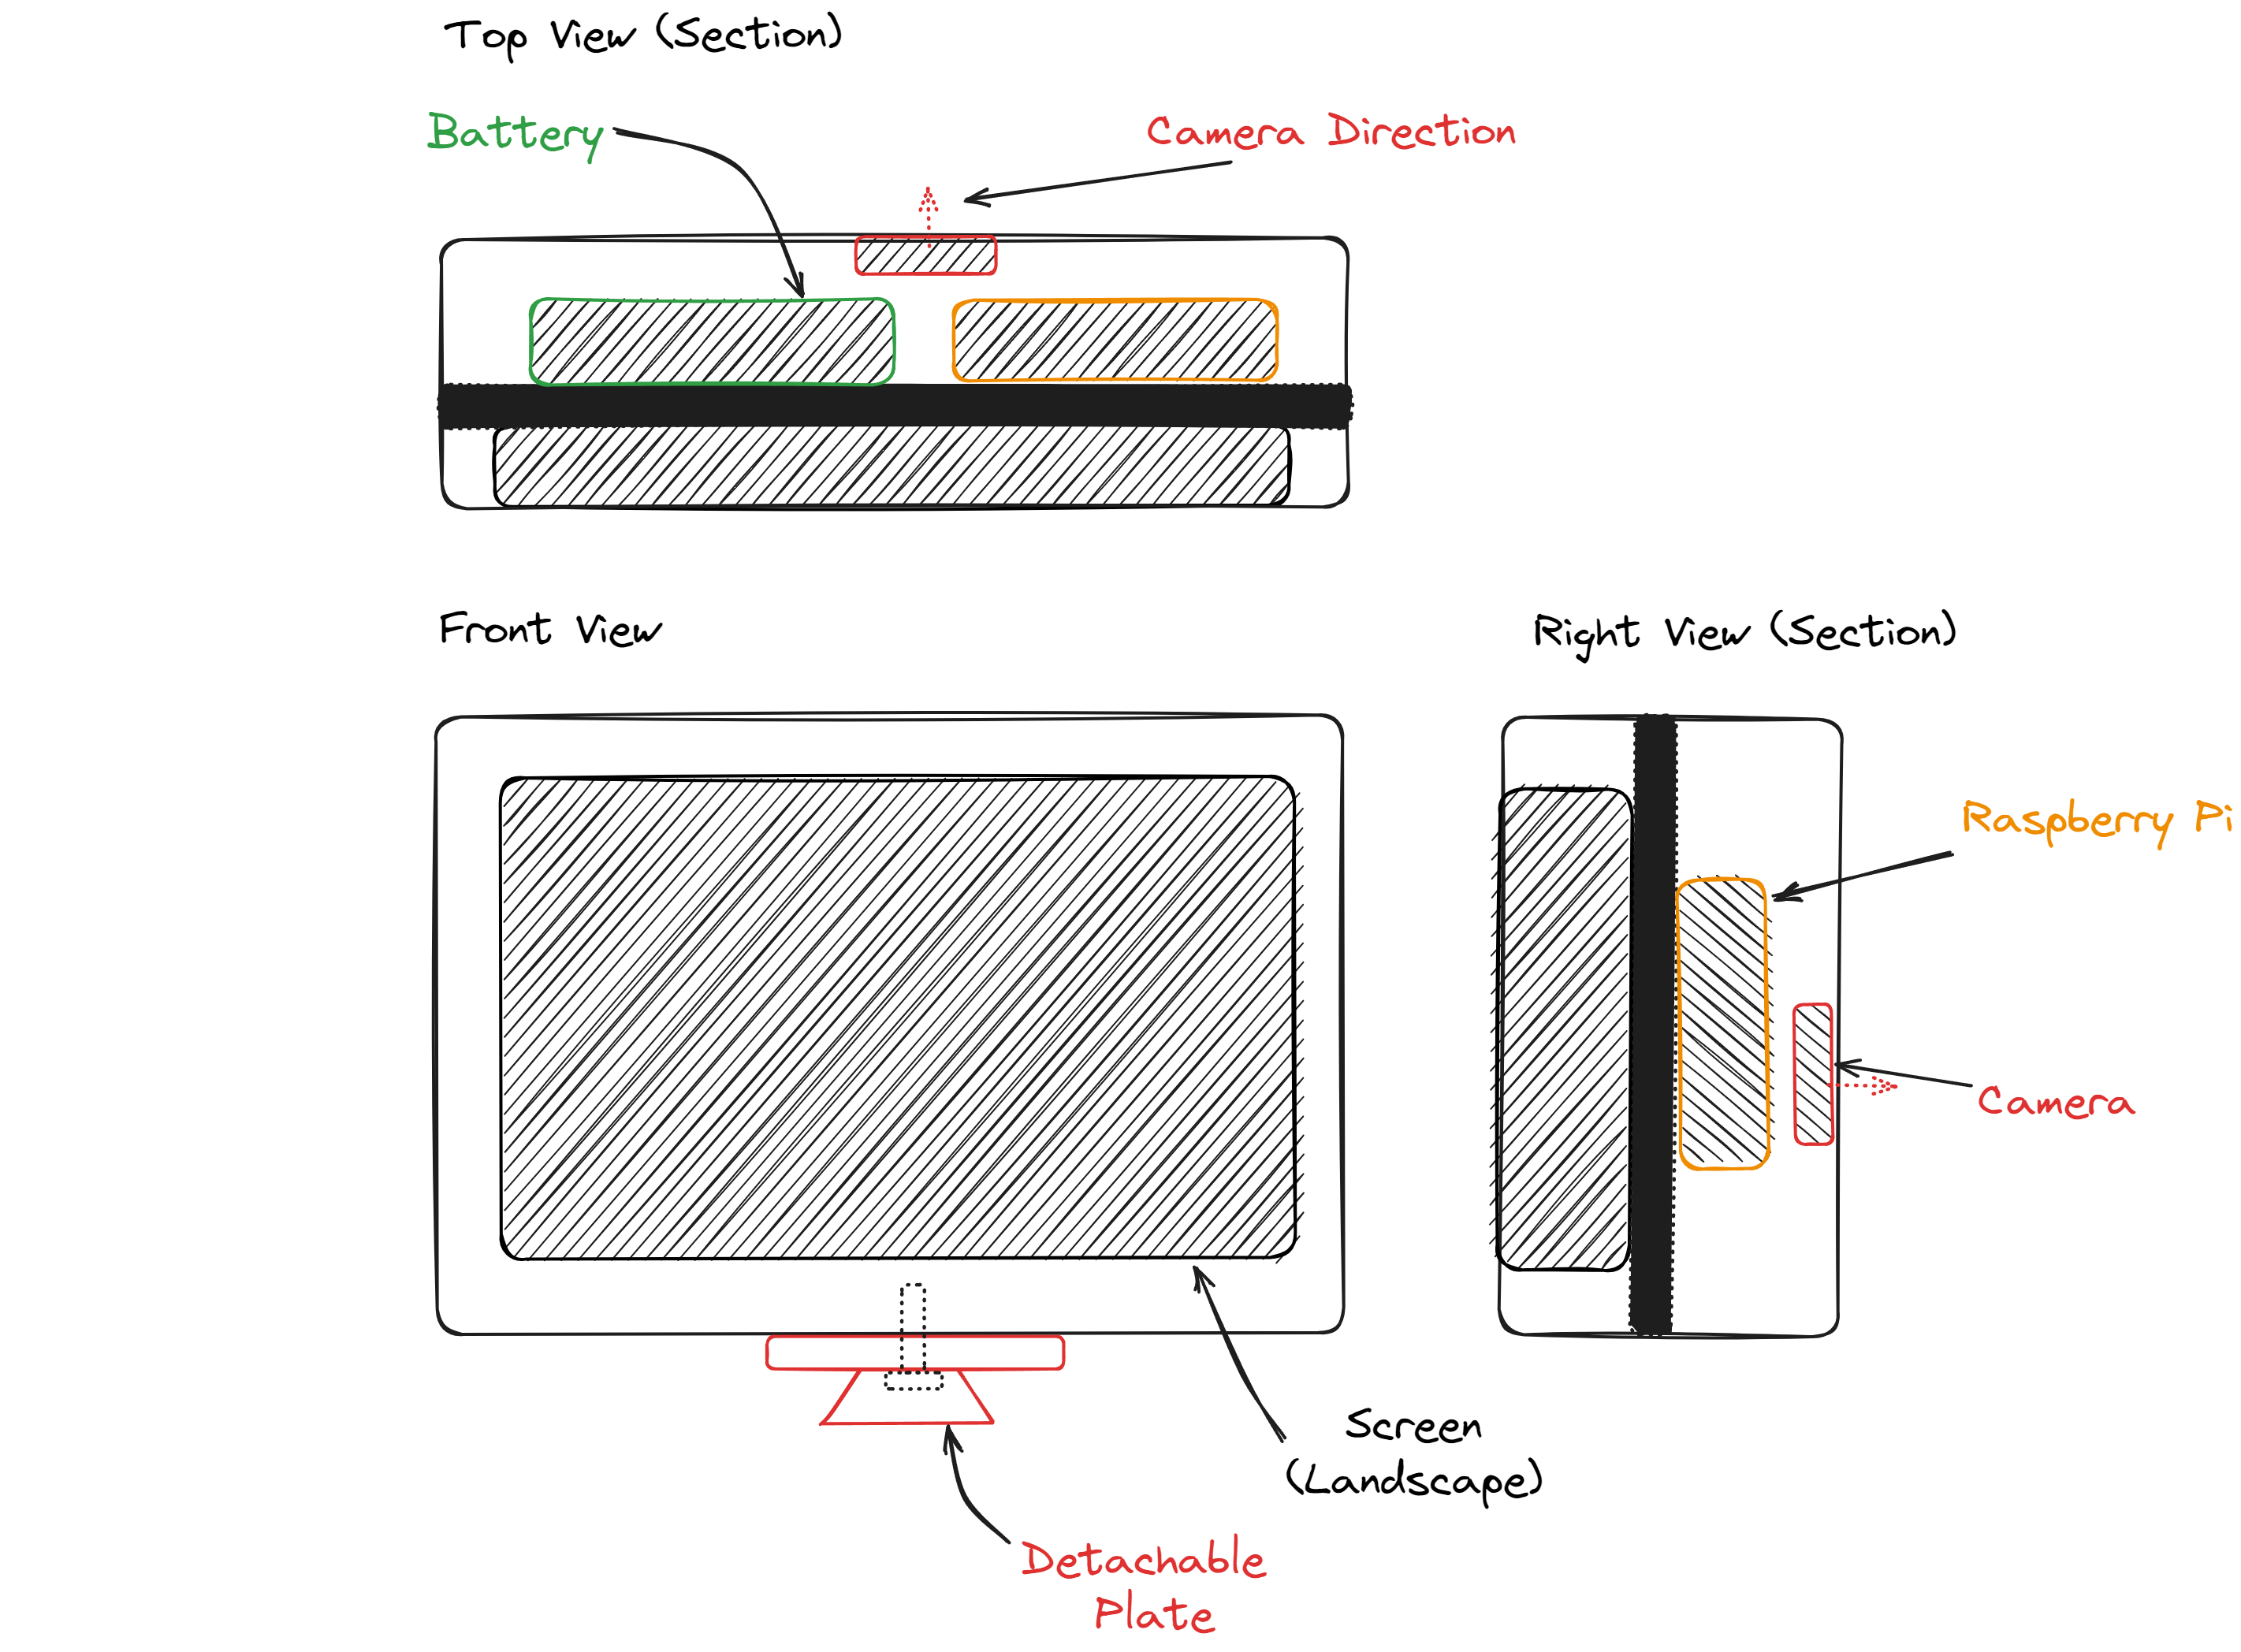 Top View (Section)
Battery
Camera Direction
Front View
Right View (Section)
Raspberry Pi
Camera
Screen
(Landscape)
Detachable
Plate